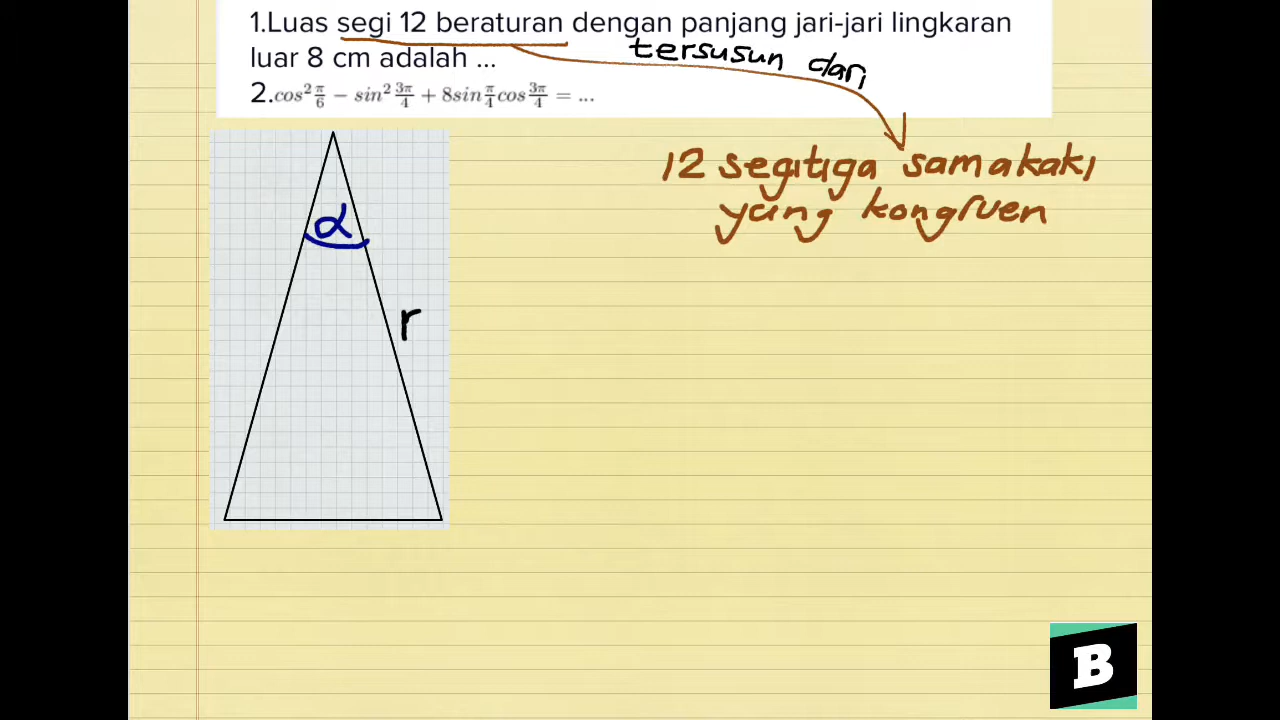 1.Luas segi 12 beraturan dengan panjang jari-jari lingkaran
luar 8 cm adalah ...
tersusun dari
2.cos² π/6 − sin² 3π/4 + 8sin π/4 cos 3π/4 = ...
12 segitiga samakaki
yang kongruen
α
r
B